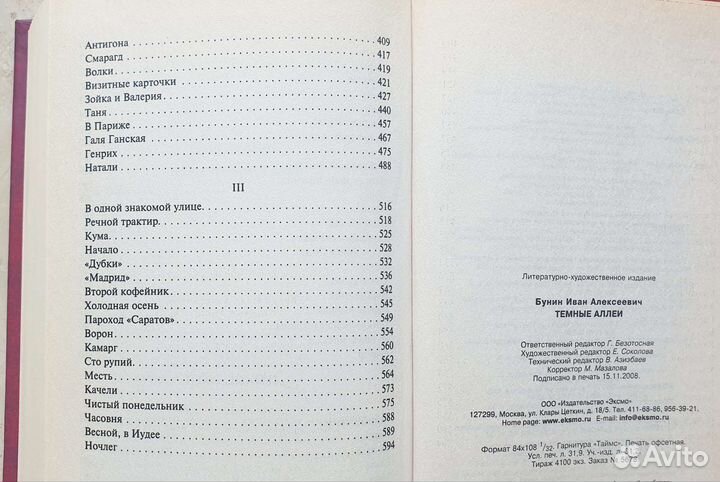 Антигона 409
Смарагд 417
Волки 419
Визитные карточки 421
Зойка и Валерия 427
Таня 440
В Париже 457
Галя Ганская 467
Генрих 475
Натали 488
III
В одной знакомой улице 516
Речной трактир 518
Кума 525
Начало 528
«Дубки» 532
«Мадрид» 536
Второй кофейник 542
Холодная осень 545
Пароход «Саратов» 549
Ворон 554
Камарг 560
Сто рупий 562
Месть 564
Качели 573
Чистый понедельник 575
Часовня 588
Весной, в Иудее 589
Ночлег 594
Литературно-художественное издание
Бунин Иван Алексеевич
ТЕМНЫЕ АЛЛЕИ
Ответственный редактор Г. Безотосная
Художественный редактор Е. Соколова
Технический редактор В. Азизбаев
Корректор М. Мазалова
Подписано в печать 15.11.2008.
ООО «Издательство «Эксмо»
127299, Москва, ул. Клары Цеткин, д. 18/5. Тел. 411-68-86, 956-39-21.
Home page: www.eksmo.ru E-mail: info@eksmo.ru
Формат 84x108 1/32. Гарнитура «Таймс». Печать офсетная.
Усл. печ. л. 31,9. Уч.-изд. л.
Тираж 4100 экз. Заказ №
Avito